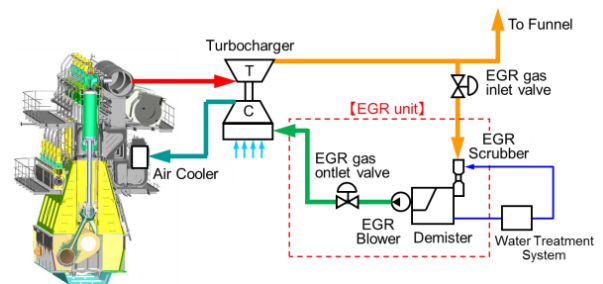 To Funnel
Turbocharger
T
C
EGR gas
inlet valve
【EGR unit】
EGR
Scrubber
EGR gas
ontlet valve
Air Cooler
EGR
Blower
Demister
Water Treatment
System